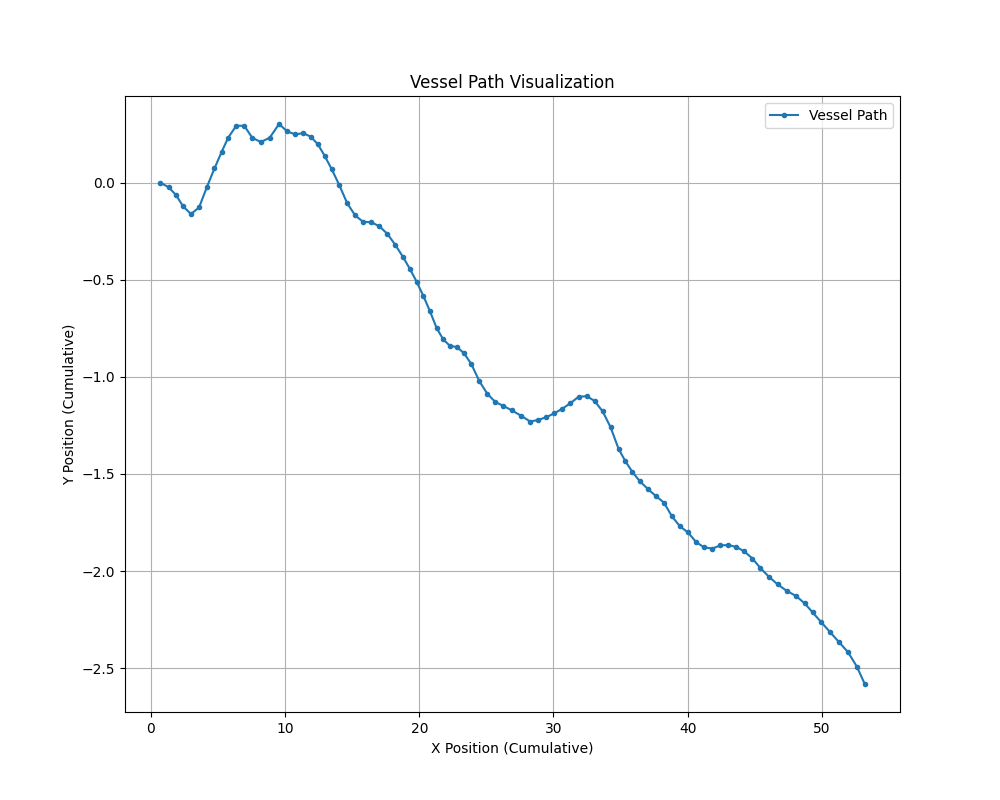 Vessel Path Visualization
Vessel Path
0.0
−0.5
−1.0
−1.5
−2.0
−2.5
Y Position (Cumulative)
0 10 20 30 40 50
X Position (Cumulative)